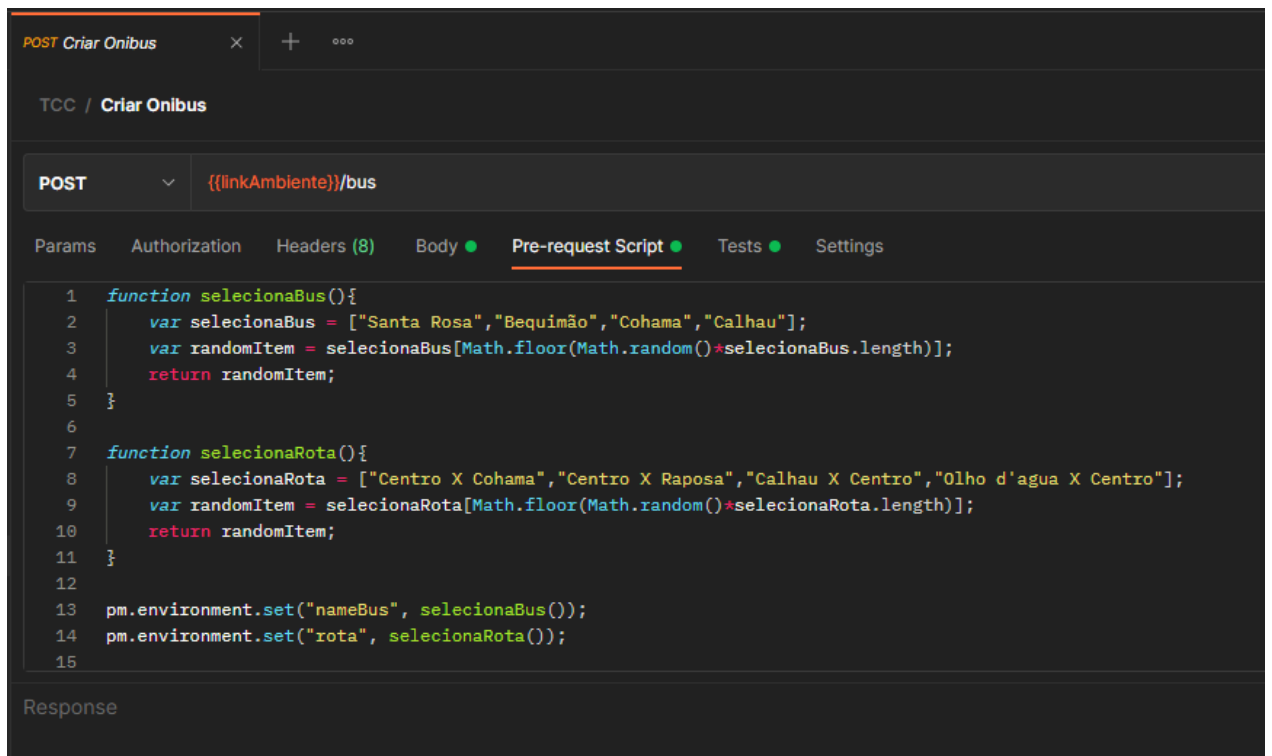 POST Criar Onibus
TCC / Criar Onibus
POST {{linkAmbiente}}/bus
Params Authorization Headers (8) Body Pre-request Script Tests Settings
1 function selecionaBus(){
2 var selecionaBus = ["Santa Rosa","Bequimão","Cohama","Calhau"];
3 var randomItem = selecionaBus[Math.floor(Math.random()*selecionaBus.length)];
4 return randomItem;
5 }
6
7 function selecionaRota(){
8 var selecionaRota = ["Centro X Cohama","Centro X Raposa","Calhau X Centro","Olho d'agua X Centro"];
9 var randomItem = selecionaRota[Math.floor(Math.random()*selecionaRota.length)];
10 return randomItem;
11 }
12
13 pm.environment.set("nameBus", selecionaBus());
14 pm.environment.set("rota", selecionaRota());
15
Response